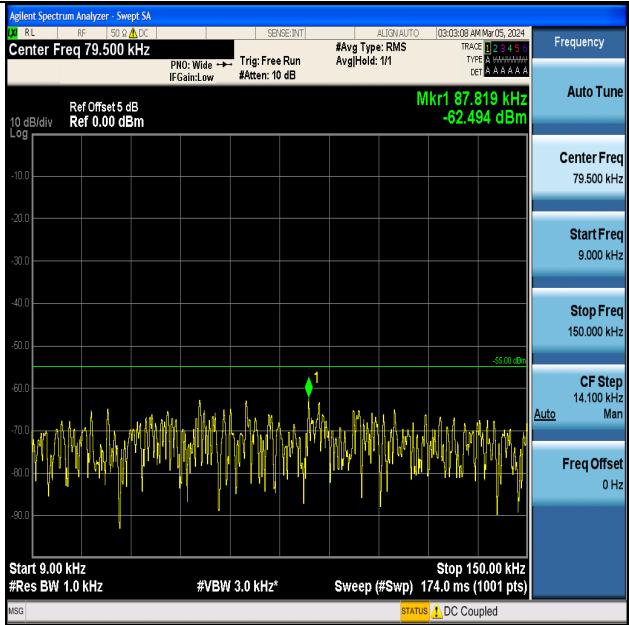 Agilent Spectrum Analyzer - Swept SA
RL RF 50 Ω DC SENSE:INT ALIGN AUTO 03:03:08 AM Mar 05, 2024
Center Freq 79.500 kHz
PNO: Wide
IFGain:Low
Trig: Free Run
#Atten: 10 dB
#Avg Type: RMS
Avg|Hold: 1/1
TRACE 1 2 3 4 5 6
TYPE A
DET A A A A A A
Frequency
Auto Tune
Center Freq
79.500 kHz
Start Freq
9.000 kHz
Stop Freq
150.000 kHz
CF Step
14.100 kHz
Auto Man
Freq Offset
0 Hz
Mkr1 87.819 kHz
-62.494 dBm
Ref Offset 5 dB
10 dB/div Ref 0.00 dBm
Log
-10.0
-20.0
-30.0
-40.0
-50.0
-55.00 dBm
1
-60.0
-70.0
-80.0
-90.0
Start 9.00 kHz Stop 150.00 kHz
#Res BW 1.0 kHz #VBW 3.0 kHz* Sweep (#Swp) 174.0 ms (1001 pts)
MSG STATUS DC Coupled